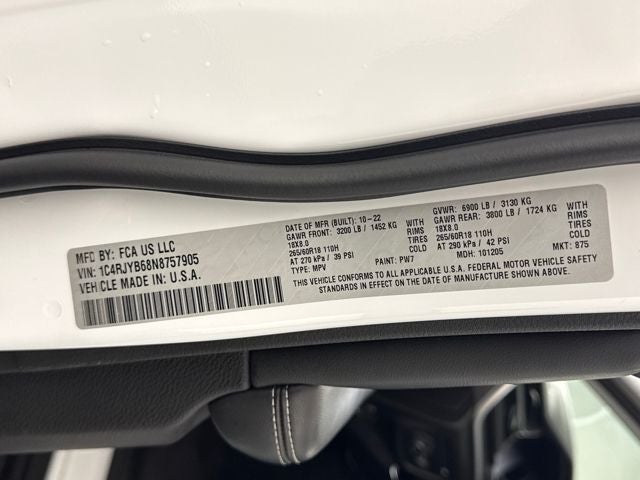 MFD BY: FCA US LLC
VIN: 1C4RJYB68N8757905
VEHICLE MADE IN: U.S.A.
DATE OF MFR (BUILT): 10-22
GVWR: 6900 LB / 3130 KG
GAWR FRONT: 3200 LB / 1452 KG WITH
GAWR REAR: 3800 LB / 1724 KG WITH
18X8.0 RIMS
18X8.0 RIMS
265/60R18 110H TIRES
265/60R18 110H TIRES
AT 270 kPa / 39 PSI COLD
AT 290 kPa / 42 PSI COLD
TYPE: MPV PAINT: PW7 MDH: 101205 MKT: 875
THIS VEHICLE CONFORMS TO ALL APPLICABLE U.S.A. FEDERAL MOTOR VEHICLE SAFETY
STANDARDS IN EFFECT ON THE DATE OF MANUFACTURE SHOWN ABOVE.